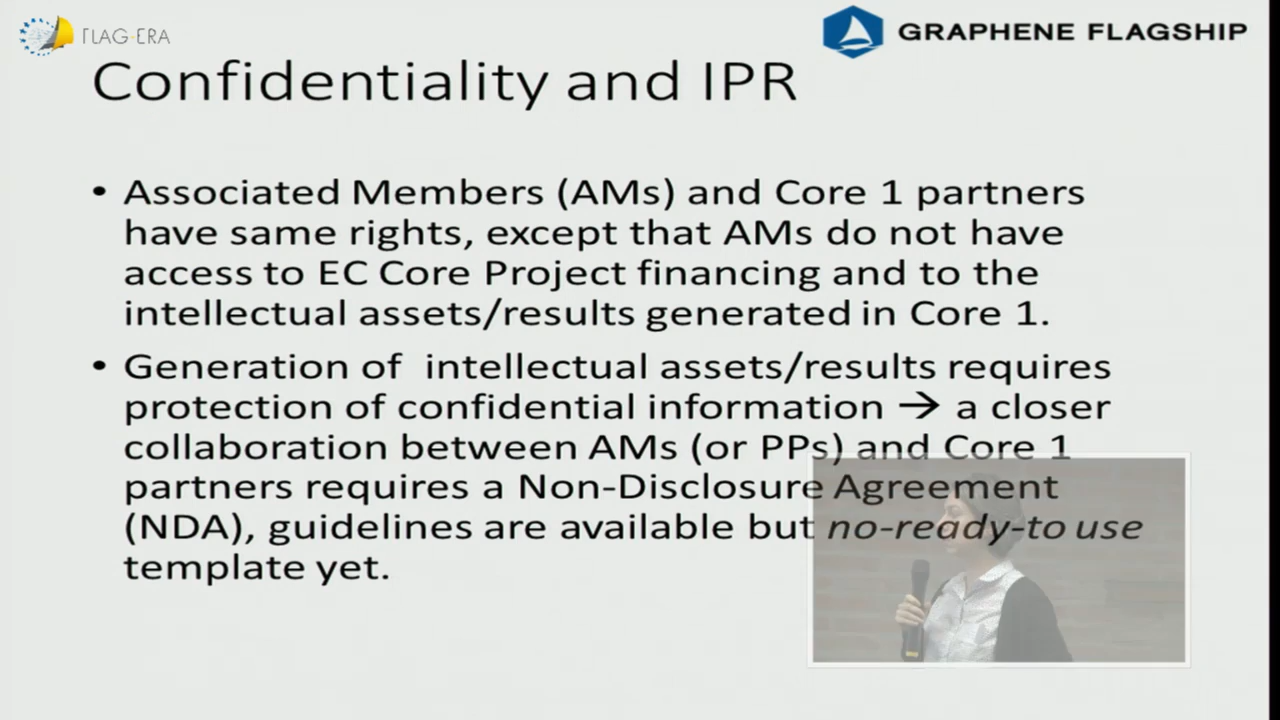 FLAG-ERA
GRAPHENE FLAGSHIP
Confidentiality and IPR
• Associated Members (AMs) and Core 1 partners
have same rights, except that AMs do not have
access to EC Core Project financing and to the
intellectual assets/results generated in Core 1.
• Generation of intellectual assets/results requires
protection of confidential information → a closer
collaboration between AMs (or PPs) and Core 1
partners requires a Non-Disclosure Agreement
(NDA), guidelines are available but no-ready-to use
template yet.